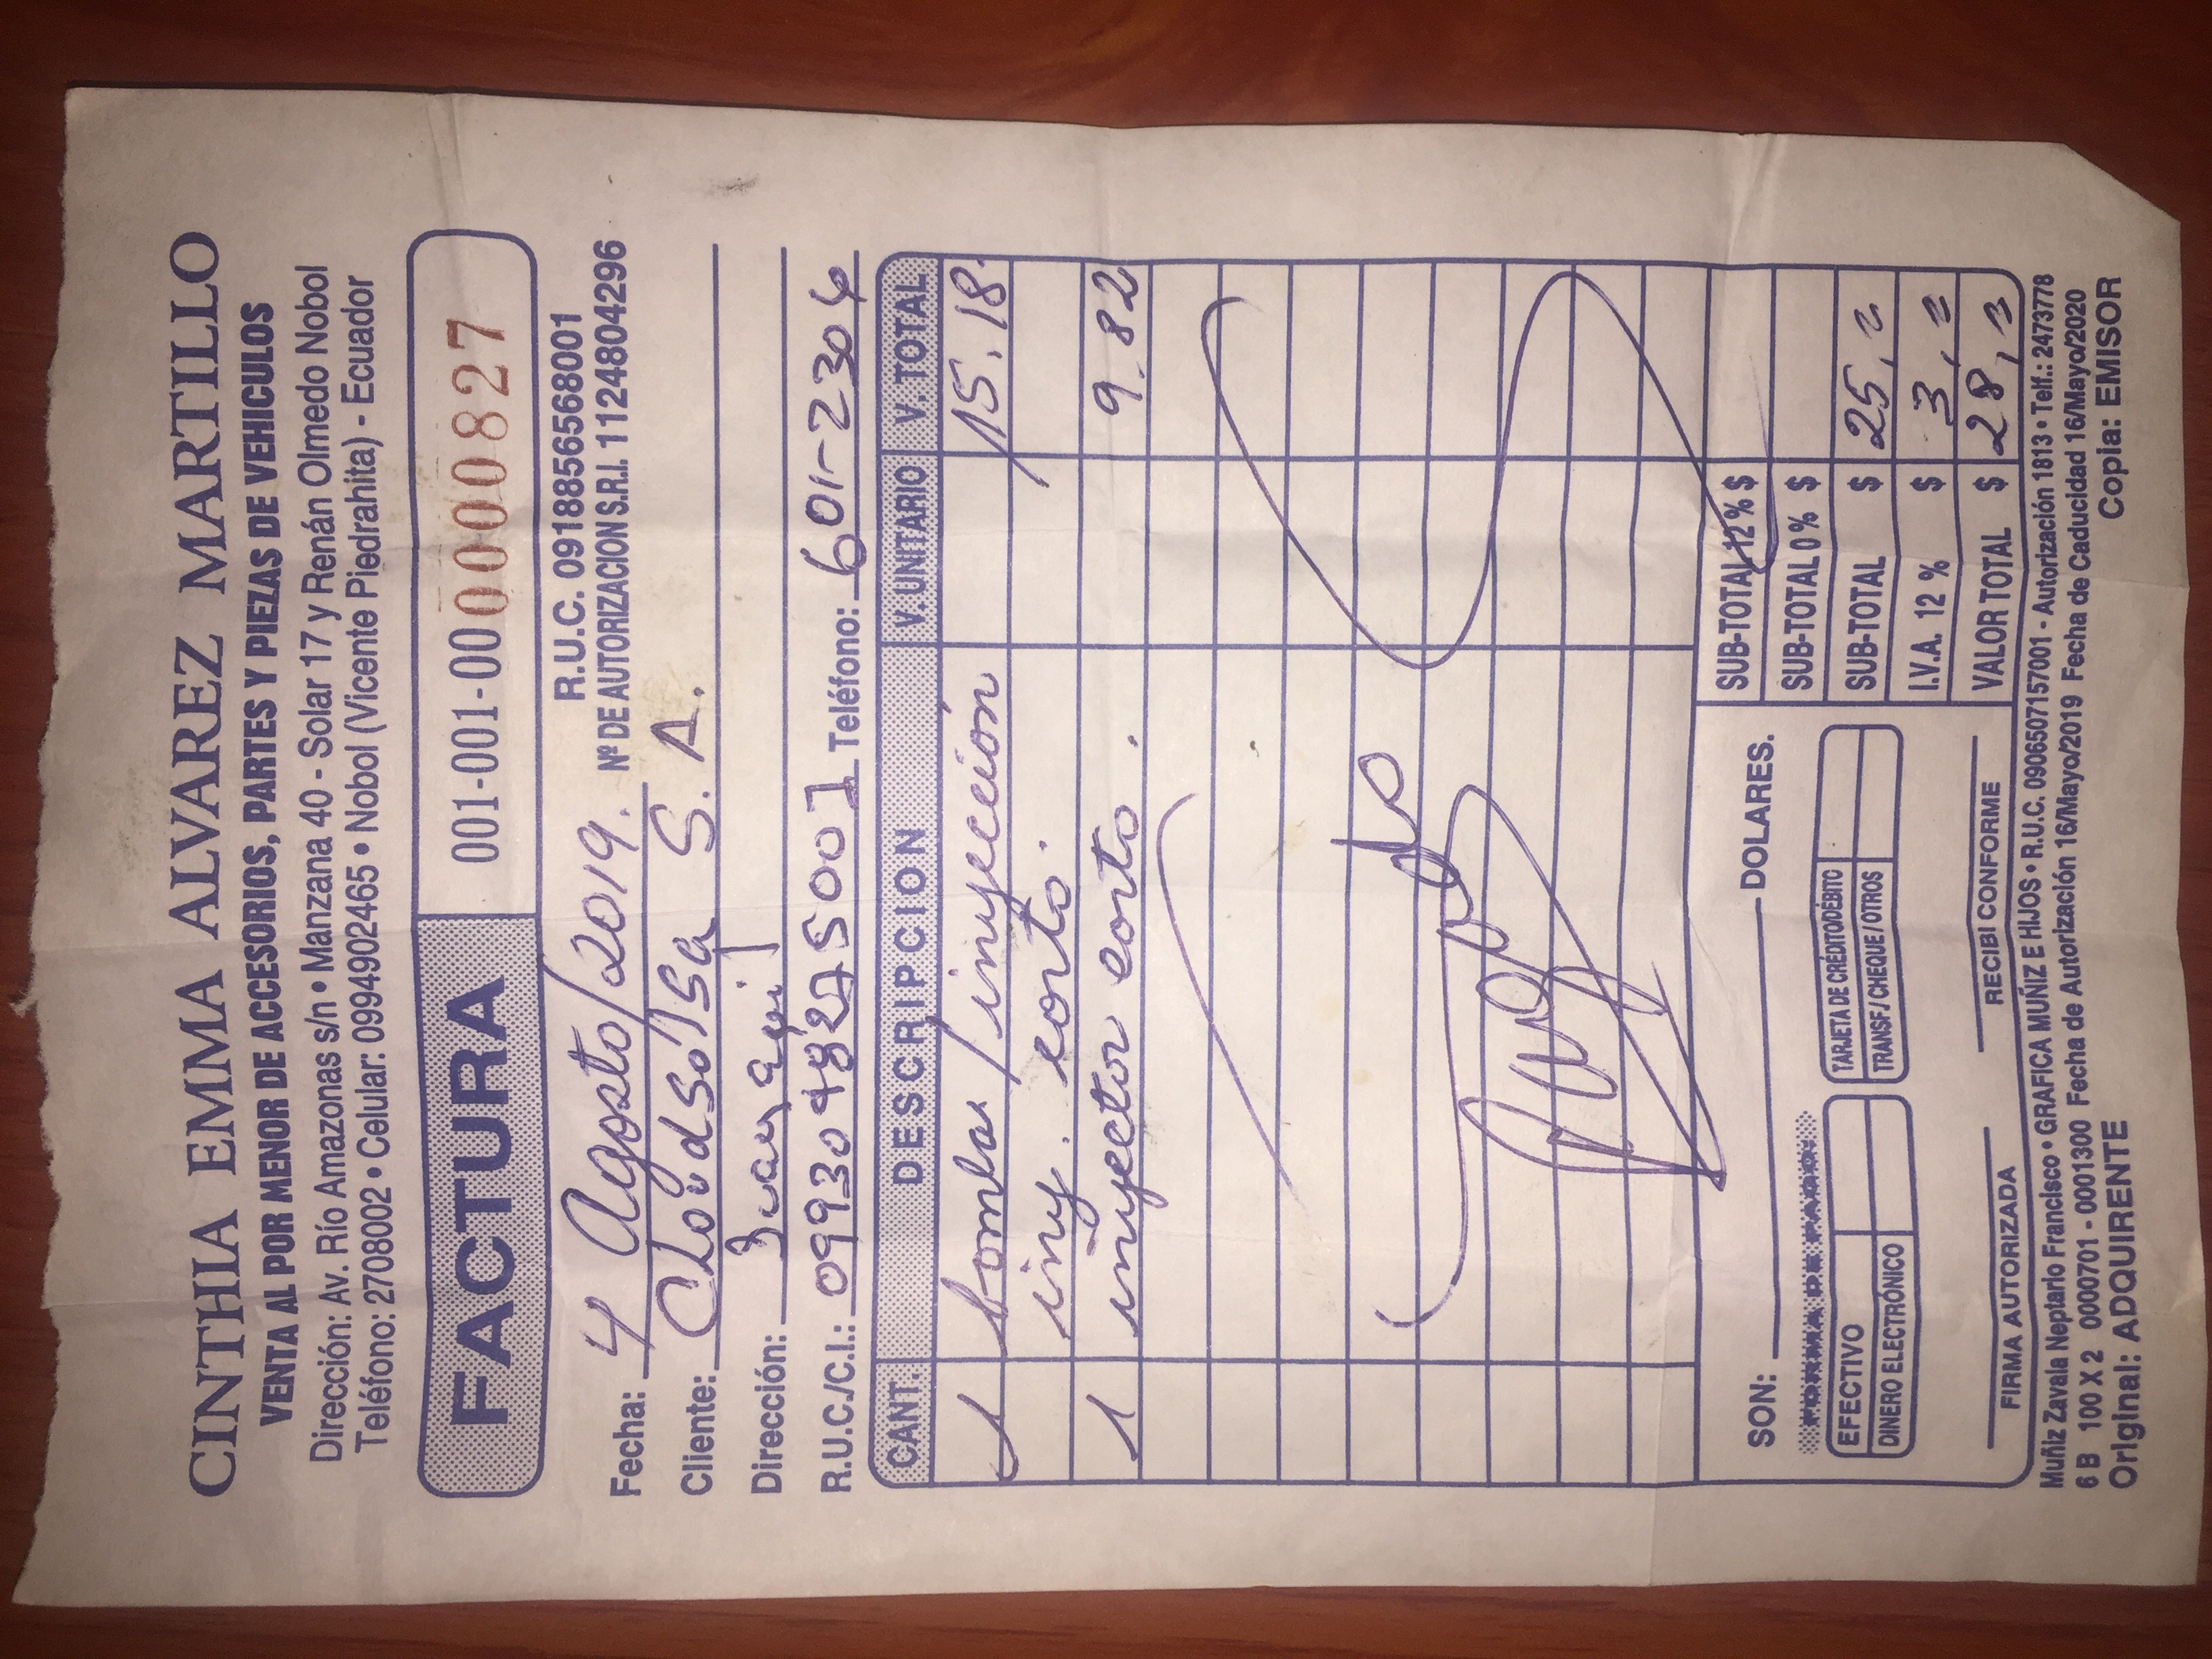 CINTHIA EMMA ALVAREZ MARTILLO
VENTA AL POR MENOR DE ACCESORIOS, PARTES Y PIEZAS DE VEHICULOS
Dirección: Av. Río Amazonas s/n • Manzana 40 - Solar 17 y Renán Olmedo Nobol
Teléfono: 2708002 • Celular: 0994902465 • Nobol (Vicente Piedrahita) - Ecuador
FACTURA 001-001-00 0000827
R.U.C. 0918856568001
Fecha: 4 Agosto/2019. Nº DE AUTORIZACION S.R.I. 1124804296
Cliente: Cloudsolsa S. A.
Dirección: Guayaquil
R.U.C./C.I.: 0993048275001 Teléfono: 601-2306
CANT. DESCRIPCION V. UNITARIO V. TOTAL
1 bomba / inyección 15.18
iny. corto.
1 inyector corto. 9.82
Pagado
SUB-TOTAL 12% $
SON: DOLARES.
SUB-TOTAL 0% $
FORMA DE PAGO:
EFECTIVO TARJETA DE CRÉDITO/DÉBITO
SUB-TOTAL $ 25,
DINERO ELECTRÓNICO TRANSF./ CHEQUE / OTROS
I.V.A. 12 % $ 3,
VALOR TOTAL $ 28,
FIRMA AUTORIZADA RECIBI CONFORME
Muñiz Zavala Neptario Francisco • GRAFICA MUÑIZ E HIJOS • R.U.C. 0906507157001 - Autorización 1813 • Telf.: 2473778
6 B 100 X 2 0000701 - 0001300 Fecha de Autorización 16/Mayo/2019 Fecha de Caducidad 16/Mayo/2020
Original: ADQUIRENTE Copia: EMISOR